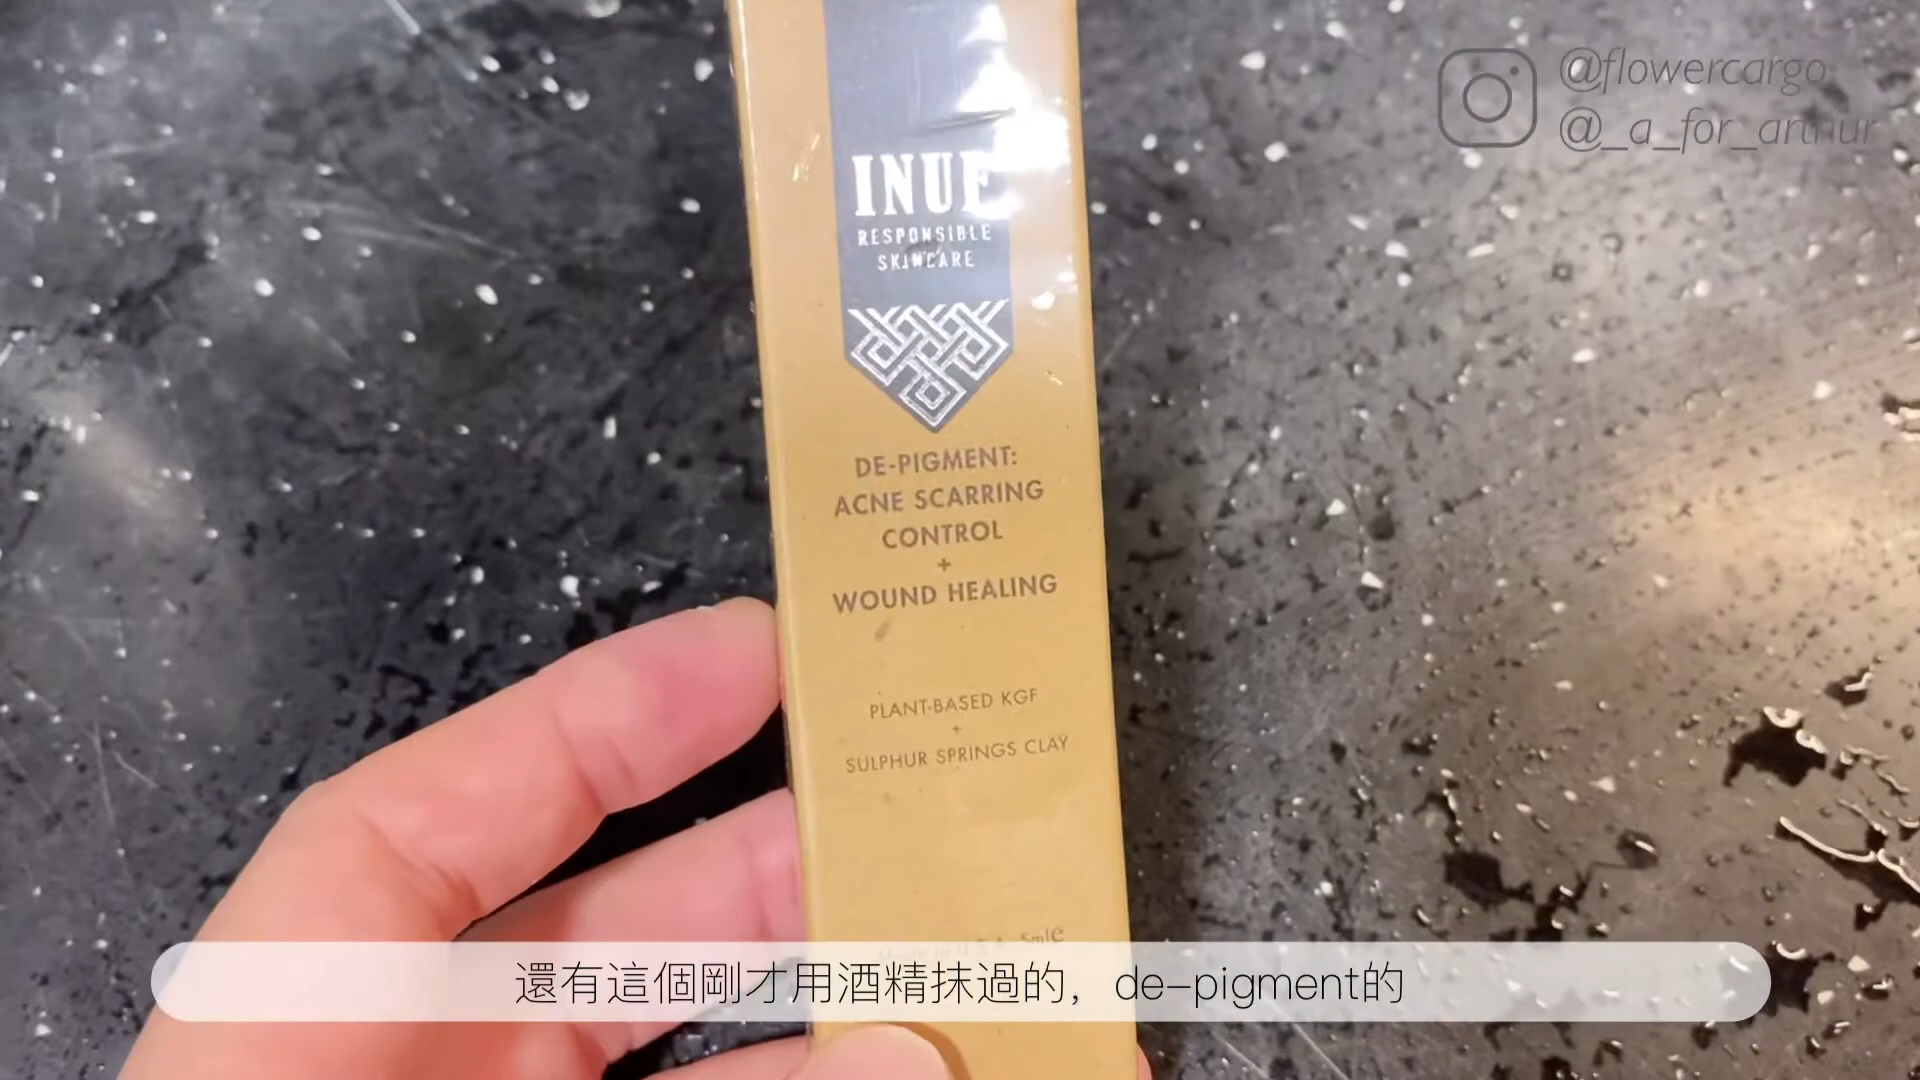 @flowercargo
@_a_for_arthur
INUE
RESPONSIBLE
SKINCARE
DE-PIGMENT:
ACNE SCARRING
CONTROL
+
WOUND HEALING
PLANT-BASED KGF
+
SULPHUR SPRINGS CLAY
5ml℮
還有這個剛才用酒精抹過的，de-pigment的